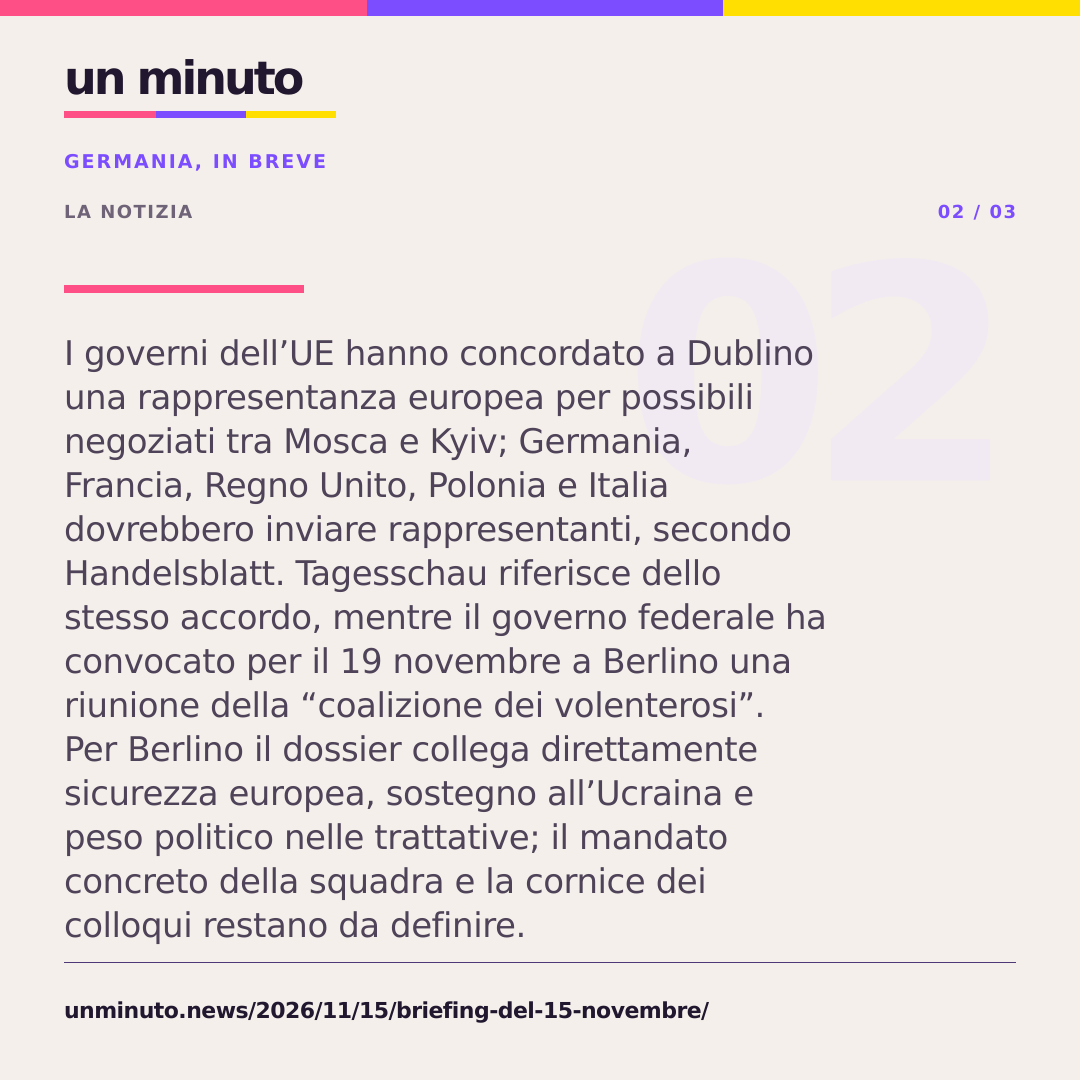 un minuto
GERMANIA, IN BREVE
LA NOTIZIA
02 / 03
02
I governi dell’UE hanno concordato a Dublino
una rappresentanza europea per possibili
negoziati tra Mosca e Kyiv; Germania,
Francia, Regno Unito, Polonia e Italia
dovrebbero inviare rappresentanti, secondo
Handelsblatt. Tagesschau riferisce dello
stesso accordo, mentre il governo federale ha
convocato per il 19 novembre a Berlino una
riunione della “coalizione dei volenterosi”.
Per Berlino il dossier collega direttamente
sicurezza europea, sostegno all’Ucraina e
peso politico nelle trattative; il mandato
concreto della squadra e la cornice dei
colloqui restano da definire.
unminuto.news/2026/11/15/briefing-del-15-novembre/